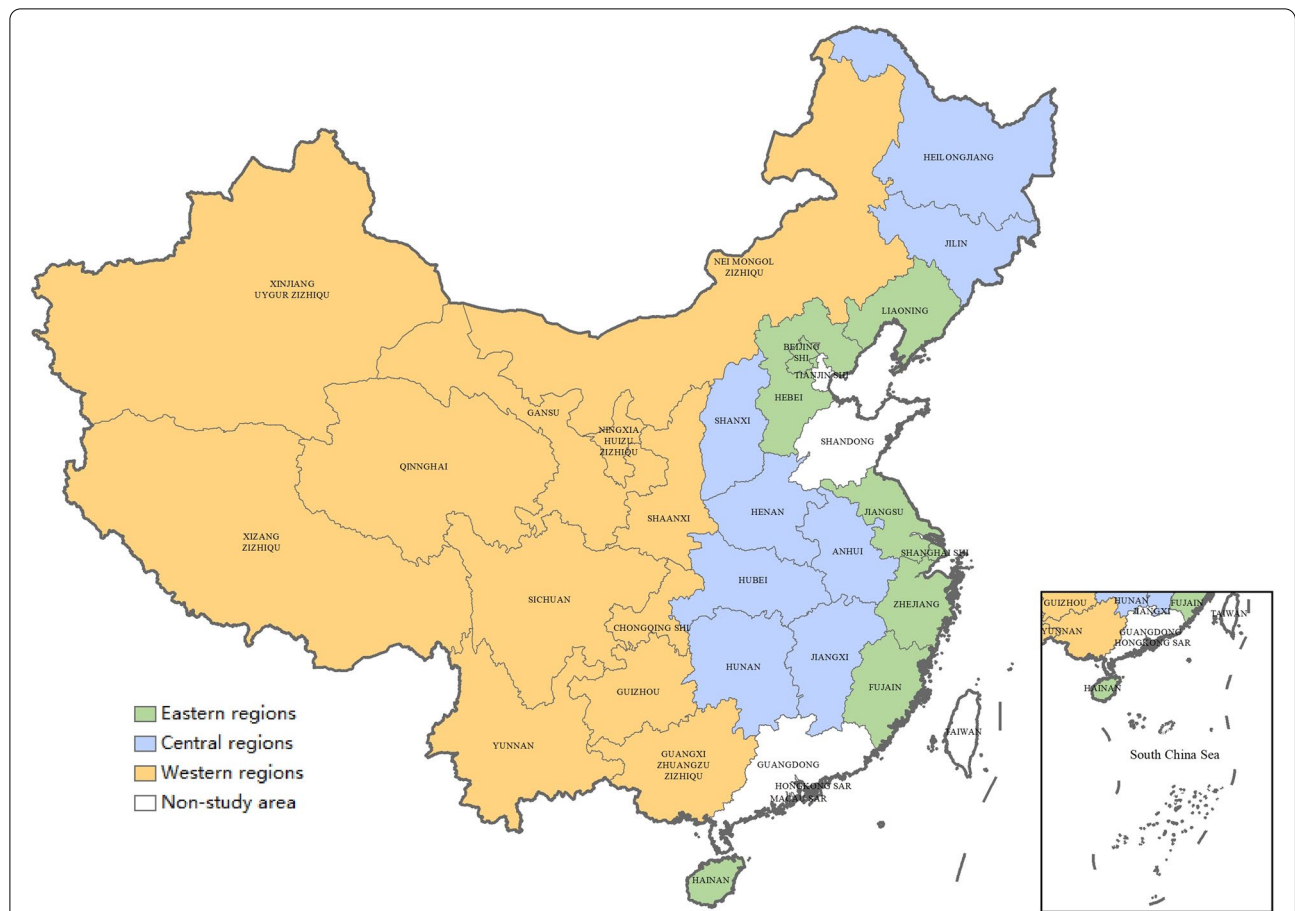 HEILONGJIANG
JILIN
NEI MONGOL
ZIZHIQU
XINJIANG
UYGUR ZIZHIQU
LIAONING
BEIJING
SHI
TIANJIN SHI
HEBEI
GANSU
SHANXI
NINGXIA
HUIZU
ZIZHIQU
SHANDONG
QINNGHAI
HENAN
JIANGSU
SHAANXI
XIZANG
ZIZHIQU
ANHUI
SHANGHAI SHI
HUBEI
SICHUAN
ZHEJIANG
CHONGQING SHI
HUNAN
JIANGXI
FUJAIN
GUIZHOU
YUNNAN
GUANGXI
ZHUANGZU
ZIZHIQU
TAIWAN
GUANGDONG
HONGKONG SAR
MACAU SAR
HAINAN
Eastern regions
Central regions
Western regions
Non-study area
GUIZHOU
HUNAN
FUJAIN
JIANGXI
TAIWAN
YUNNAN
GUANGDONG
HONGKONG SAR
HAINAN
South China Sea